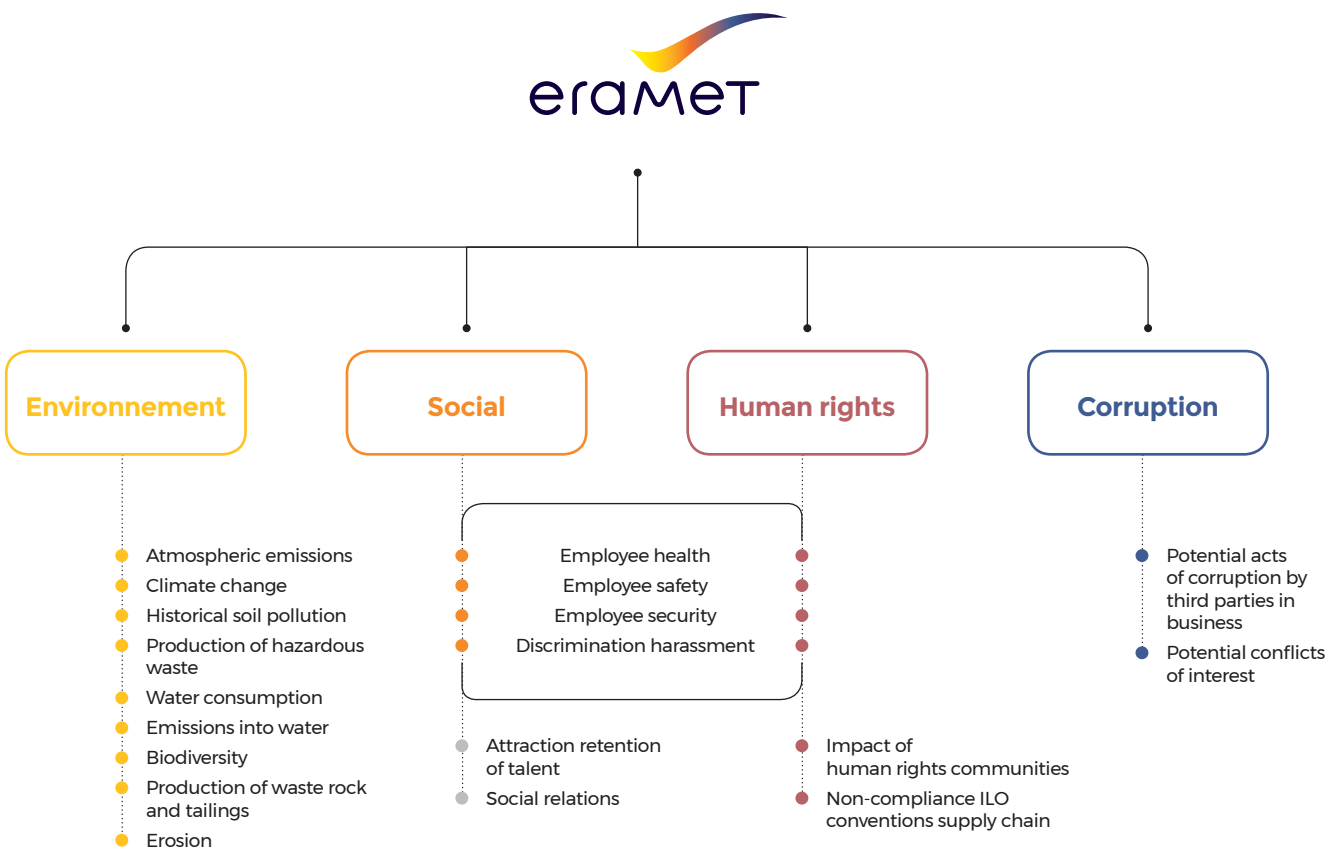 eramet
Environnement
Social
Human rights
Corruption
Atmospheric emissions
Climate change
Historical soil pollution
Production of hazardous
waste
Water consumption
Emissions into water
Biodiversity
Production of waste rock
and tailings
Erosion
Employee health
Employee safety
Employee security
Discrimination harassment
Attraction retention
of talent
Social relations
Impact of
human rights communities
Non-compliance ILO
conventions supply chain
Potential acts
of corruption by
third parties in
business
Potential conflicts
of interest